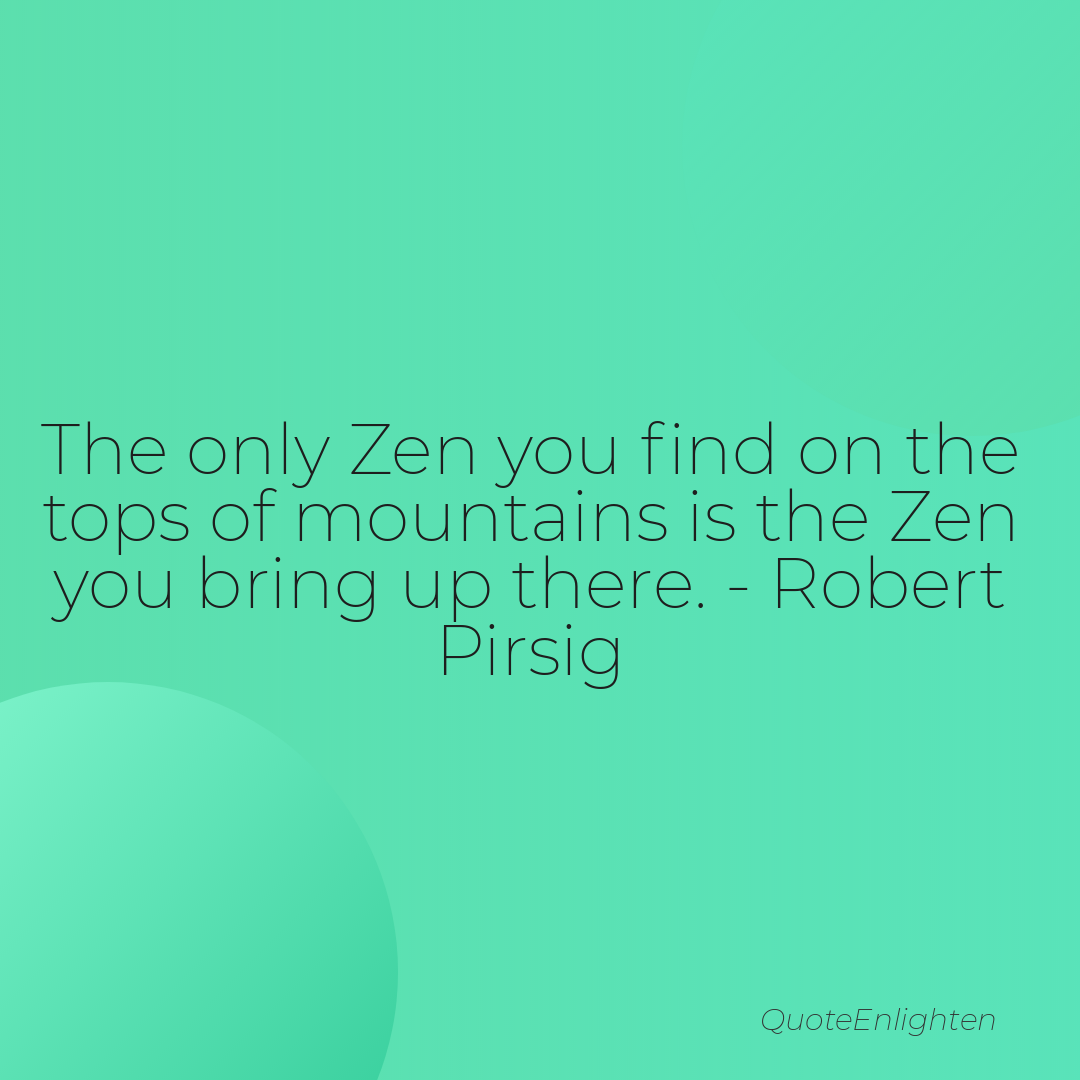 The only Zen you find on the
tops of mountains is the Zen
you bring up there. - Robert
Pirsig
QuoteEnlighten